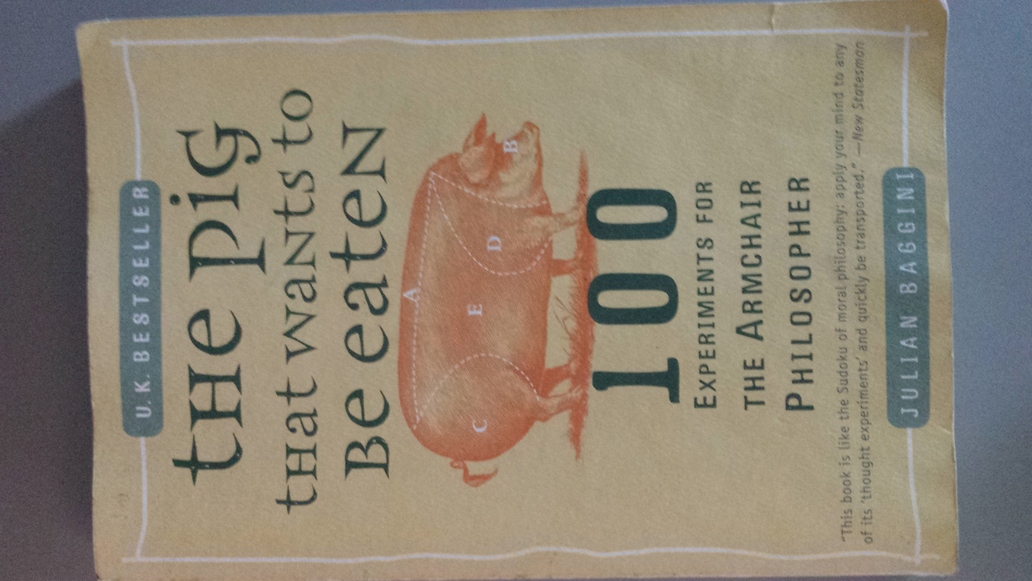 U.K. BESTSELLER
the pig
that wants to
Be eaten
A
C
E
D
B
100
EXPERIMENTS FOR
THE ARMCHAIR
PHILOSOPHER
"This book is like the Sudoku of moral philosophy: apply your mind to any
of its 'thought experiments' and quickly be transported." —New Statesman
JULIAN BAGGINI